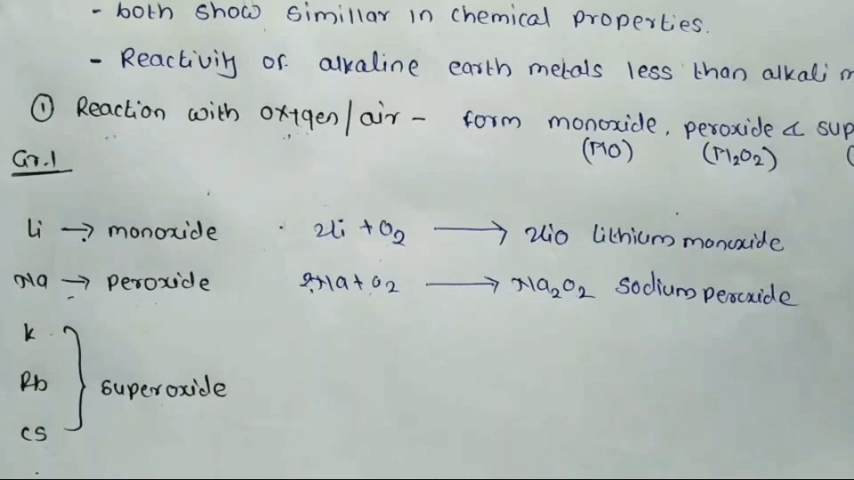 - both show simillar in chemical properties.
- Reactivity of alkaline earth metals less than alkali m
① Reaction with oxygen/air - form monoxide, peroxide & sup
(MO) (M₂O₂) (
Gr.1
Li → monoxide 2Li + O₂ → 2LiO Lithium monoxide
Na → peroxide 2Na + O₂ → Na₂O₂ Sodium peroxide
K
Rb } superoxide
CS